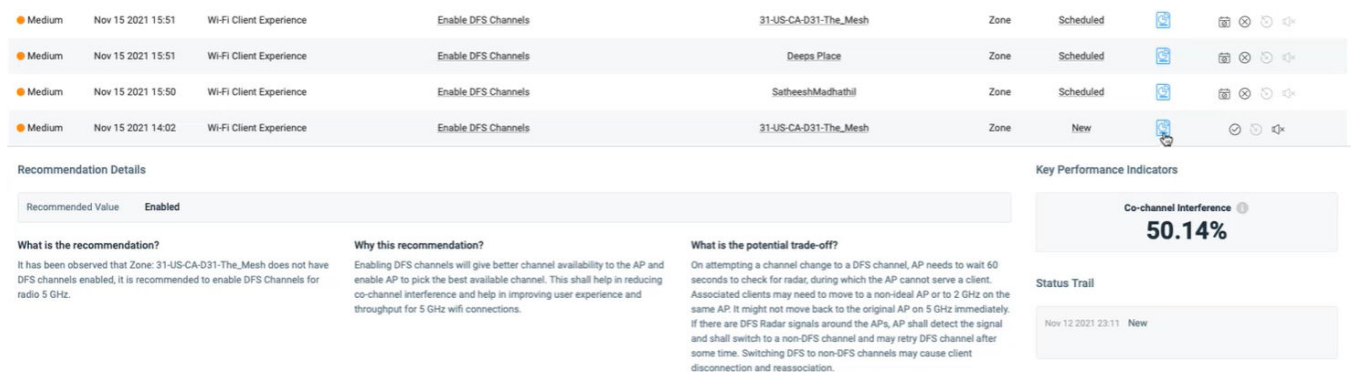 Medium Nov 15 2021 15:51 Wi-Fi Client Experience Enable DFS Channels 31-US-CA-D31-The_Mesh Zone Scheduled
Medium Nov 15 2021 15:51 Wi-Fi Client Experience Enable DFS Channels Deeps Place Zone Scheduled
Medium Nov 15 2021 15:50 Wi-Fi Client Experience Enable DFS Channels SatheeshMadhathil Zone Scheduled
Medium Nov 15 2021 14:02 Wi-Fi Client Experience Enable DFS Channels 31-US-CA-D31-The_Mesh Zone New
Recommendation Details
Recommended Value Enabled
What is the recommendation?
It has been observed that Zone: 31-US-CA-D31-The_Mesh does not have
DFS channels enabled, it is recommended to enable DFS Channels for
radio 5 GHz.
Why this recommendation?
Enabling DFS channels will give better channel availability to the AP and
enable AP to pick the best available channel. This shall help in reducing
co-channel interference and help in improving user experience and
throughput for 5 GHz wifi connections.
What is the potential trade-off?
On attempting a channel change to a DFS channel, AP needs to wait 60
seconds to check for radar, during which the AP cannot serve a client.
Associated clients may need to move to a non-ideal AP or to 2 GHz on the
same AP. It might not move back to the original AP on 5 GHz immediately.
If there are DFS Radar signals around the APs, AP shall detect the signal
and shall switch to a non-DFS channel and may retry DFS channel after
some time. Switching DFS to non-DFS channels may cause client
disconnection and reassociation.
Key Performance Indicators
Co-channel Interference
50.14%
Status Trail
Nov 12 2021 23:11 New